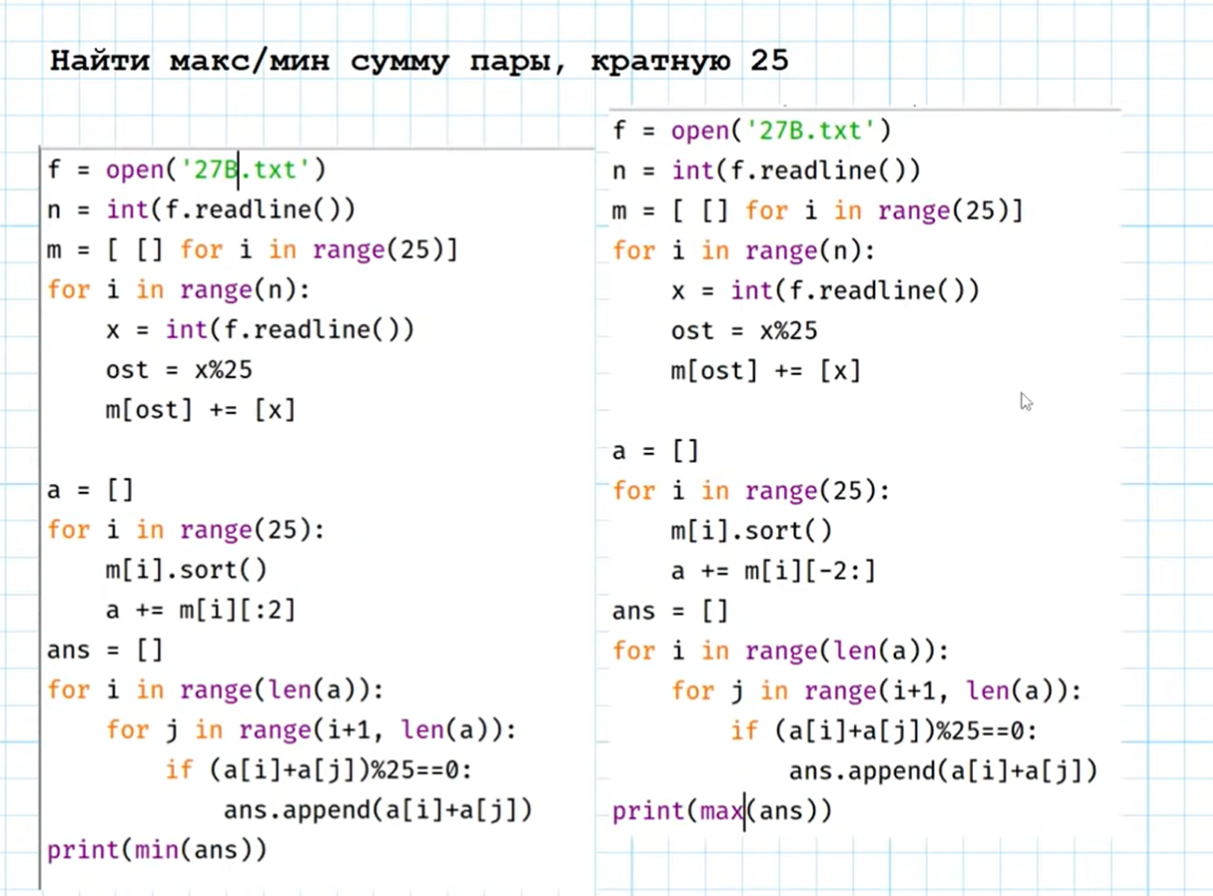 Найти макс/мин сумму пары, кратную 25
f = open('27B.txt')
n = int(f.readline())
m = [ [] for i in range(25)]
for i in range(n):
    x = int(f.readline())
    ost = x%25
    m[ost] += [x]
a = []
for i in range(25):
    m[i].sort()
    a += m[i][:2]
ans = []
for i in range(len(a)):
    for j in range(i+1, len(a)):
        if (a[i]+a[j])%25==0:
            ans.append(a[i]+a[j])
print(min(ans))
f = open('27B.txt')
n = int(f.readline())
m = [ [] for i in range(25)]
for i in range(n):
    x = int(f.readline())
    ost = x%25
    m[ost] += [x]
a = []
for i in range(25):
    m[i].sort()
    a += m[i][-2:]
ans = []
for i in range(len(a)):
    for j in range(i+1, len(a)):
        if (a[i]+a[j])%25==0:
            ans.append(a[i]+a[j])
print(max(ans))